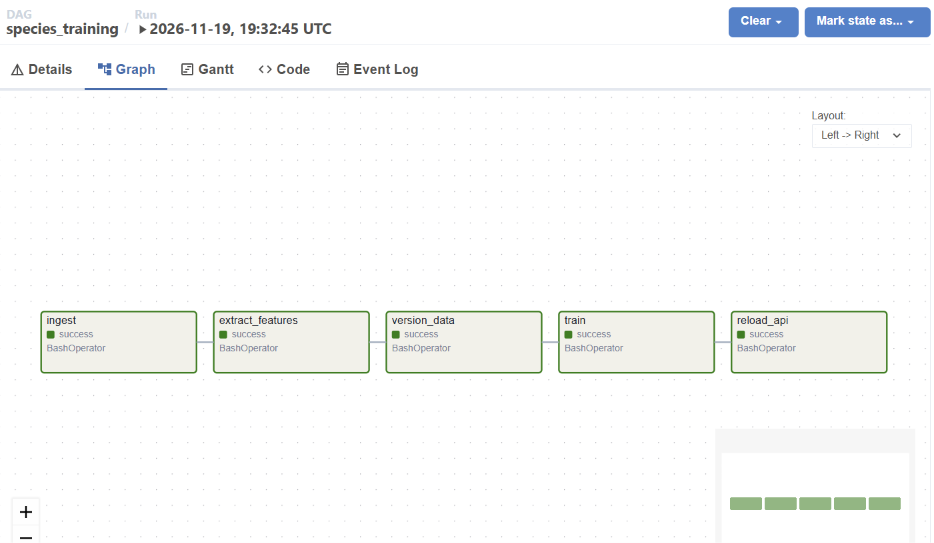 DAG
species_training
/
Run
2026-11-19, 19:32:45 UTC
Clear
Mark state as...
Details
Graph
Gantt
Code
Event Log
Layout:
Left -> Right
ingest
success
BashOperator
extract_features
success
BashOperator
version_data
success
BashOperator
train
success
BashOperator
reload_api
success
BashOperator
+
−